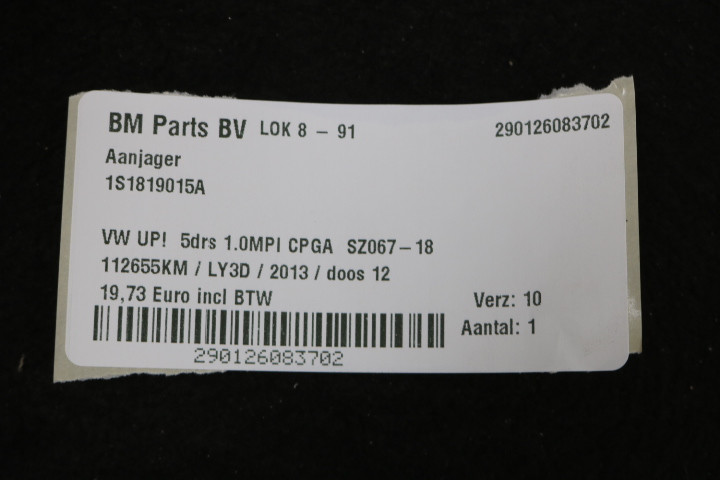 BM Parts BV LOK 8 - 91 290126083702
Aanjager
1S1819015A
VW UP! 5drs 1.0MPI CPGA SZ067-18
112655KM / LY3D / 2013 / doos 12
19,73 Euro incl BTW Verz: 10
Aantal: 1
290126083702